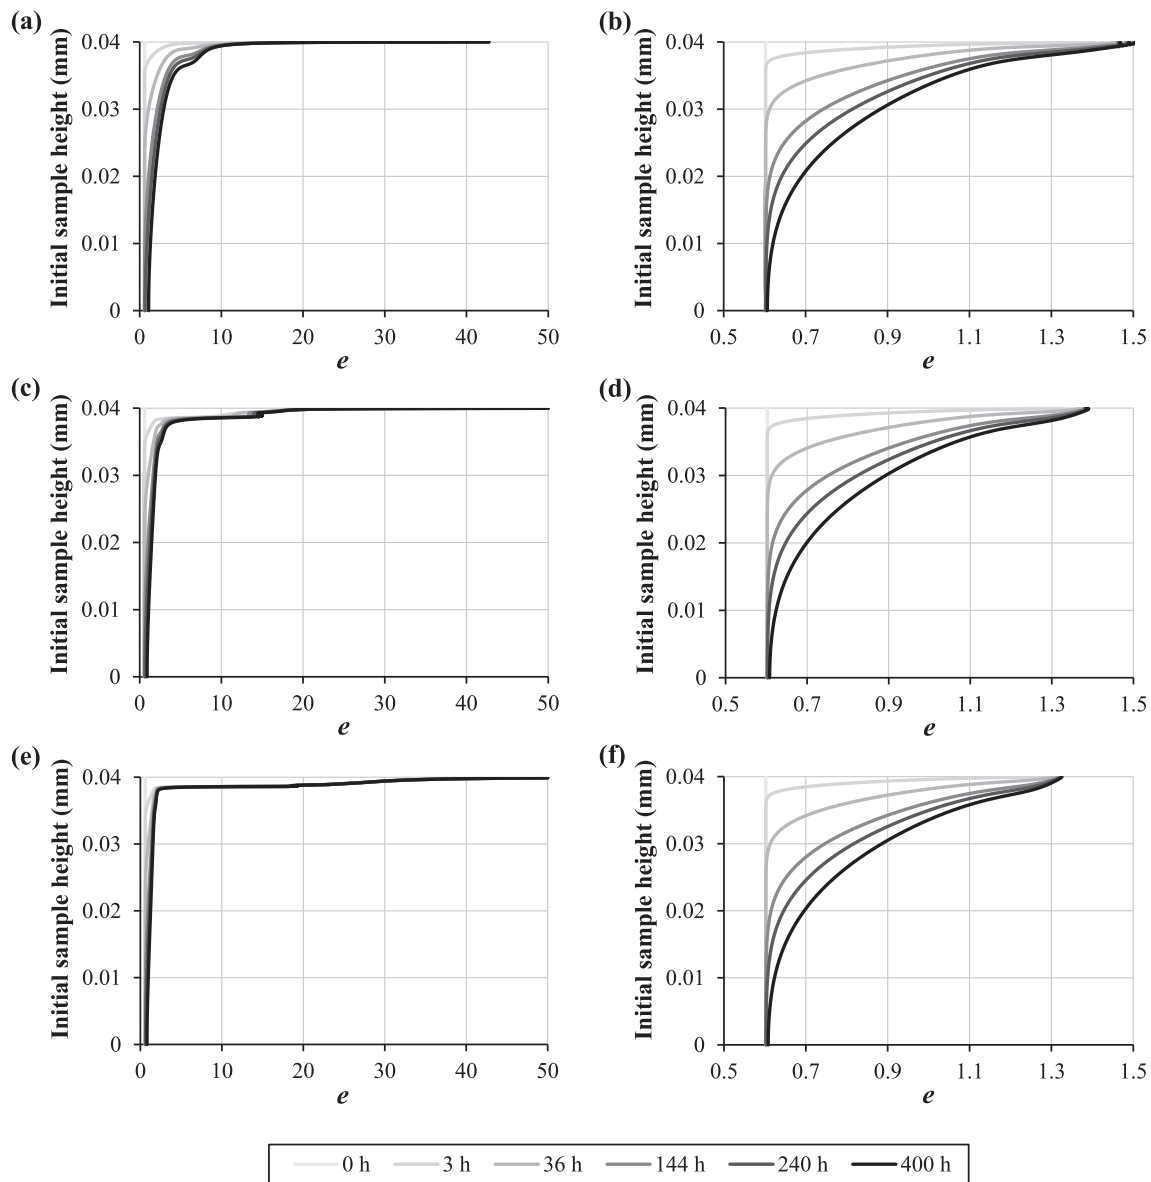 (a)
Initial sample height (mm)
0.04
0.03
0.02
0.01
0
0 10 20 30 40 50
e
(b)
Initial sample height (mm)
0.04
0.03
0.02
0.01
0
0.5 0.7 0.9 1.1 1.3 1.5
e
(c)
Initial sample height (mm)
0.04
0.03
0.02
0.01
0
0 10 20 30 40 50
e
(d)
Initial sample height (mm)
0.04
0.03
0.02
0.01
0
0.5 0.7 0.9 1.1 1.3 1.5
e
(e)
Initial sample height (mm)
0.04
0.03
0.02
0.01
0
0 10 20 30 40 50
e
(f)
Initial sample height (mm)
0.04
0.03
0.02
0.01
0
0.5 0.7 0.9 1.1 1.3 1.5
e
0 h 3 h 36 h 144 h 240 h 400 h